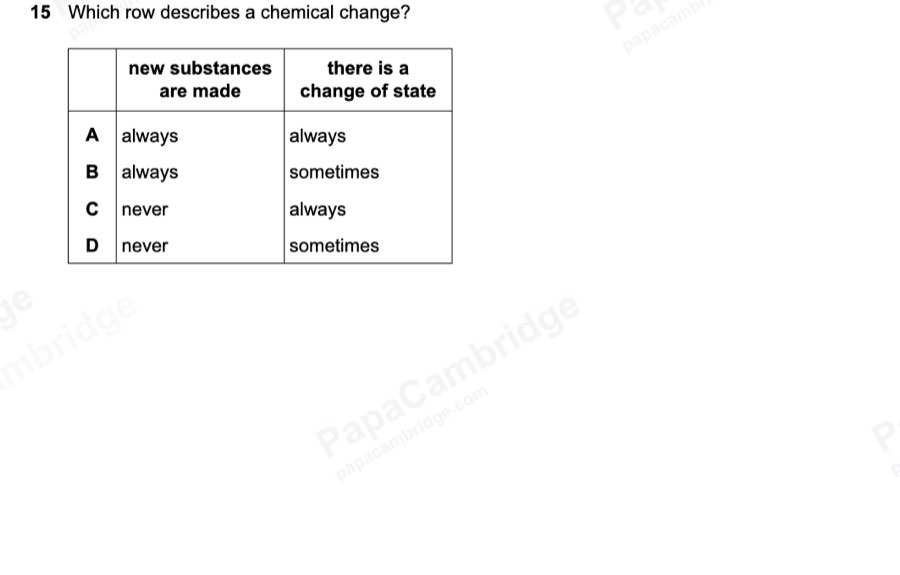 15 Which row describes a chemical change?
new substances are made
there is a change of state
A always always
B always sometimes
C never always
D never sometimes
PapaCambridge
papacambridge.com